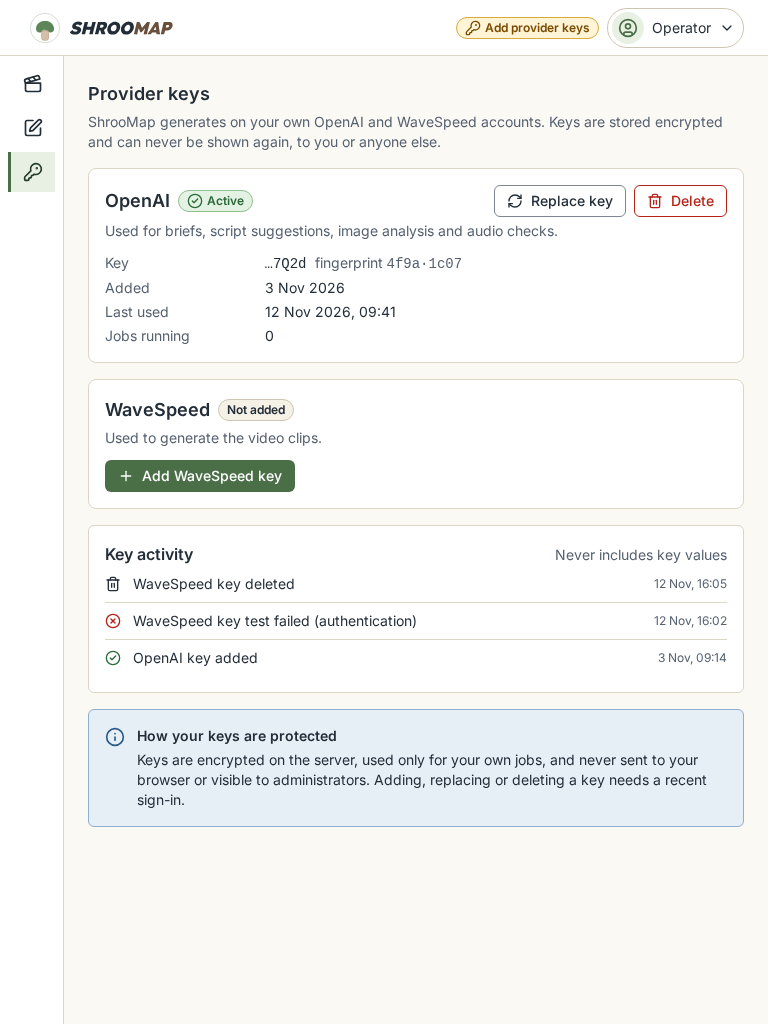 SHROOMAP
Add provider keys
Operator
Provider keys
ShrooMap generates on your own OpenAI and WaveSpeed accounts. Keys are stored encrypted
and can never be shown again, to you or anyone else.
OpenAI
Active
Replace key
Delete
Used for briefs, script suggestions, image analysis and audio checks.
Key …7Q2d fingerprint 4f9a·1c07
Added 3 Nov 2026
Last used 12 Nov 2026, 09:41
Jobs running 0
WaveSpeed
Not added
Used to generate the video clips.
Add WaveSpeed key
Key activity
Never includes key values
WaveSpeed key deleted 12 Nov, 16:05
WaveSpeed key test failed (authentication) 12 Nov, 16:02
OpenAI key added 3 Nov, 09:14
How your keys are protected
Keys are encrypted on the server, used only for your own jobs, and never sent to your
browser or visible to administrators. Adding, replacing or deleting a key needs a recent
sign-in.